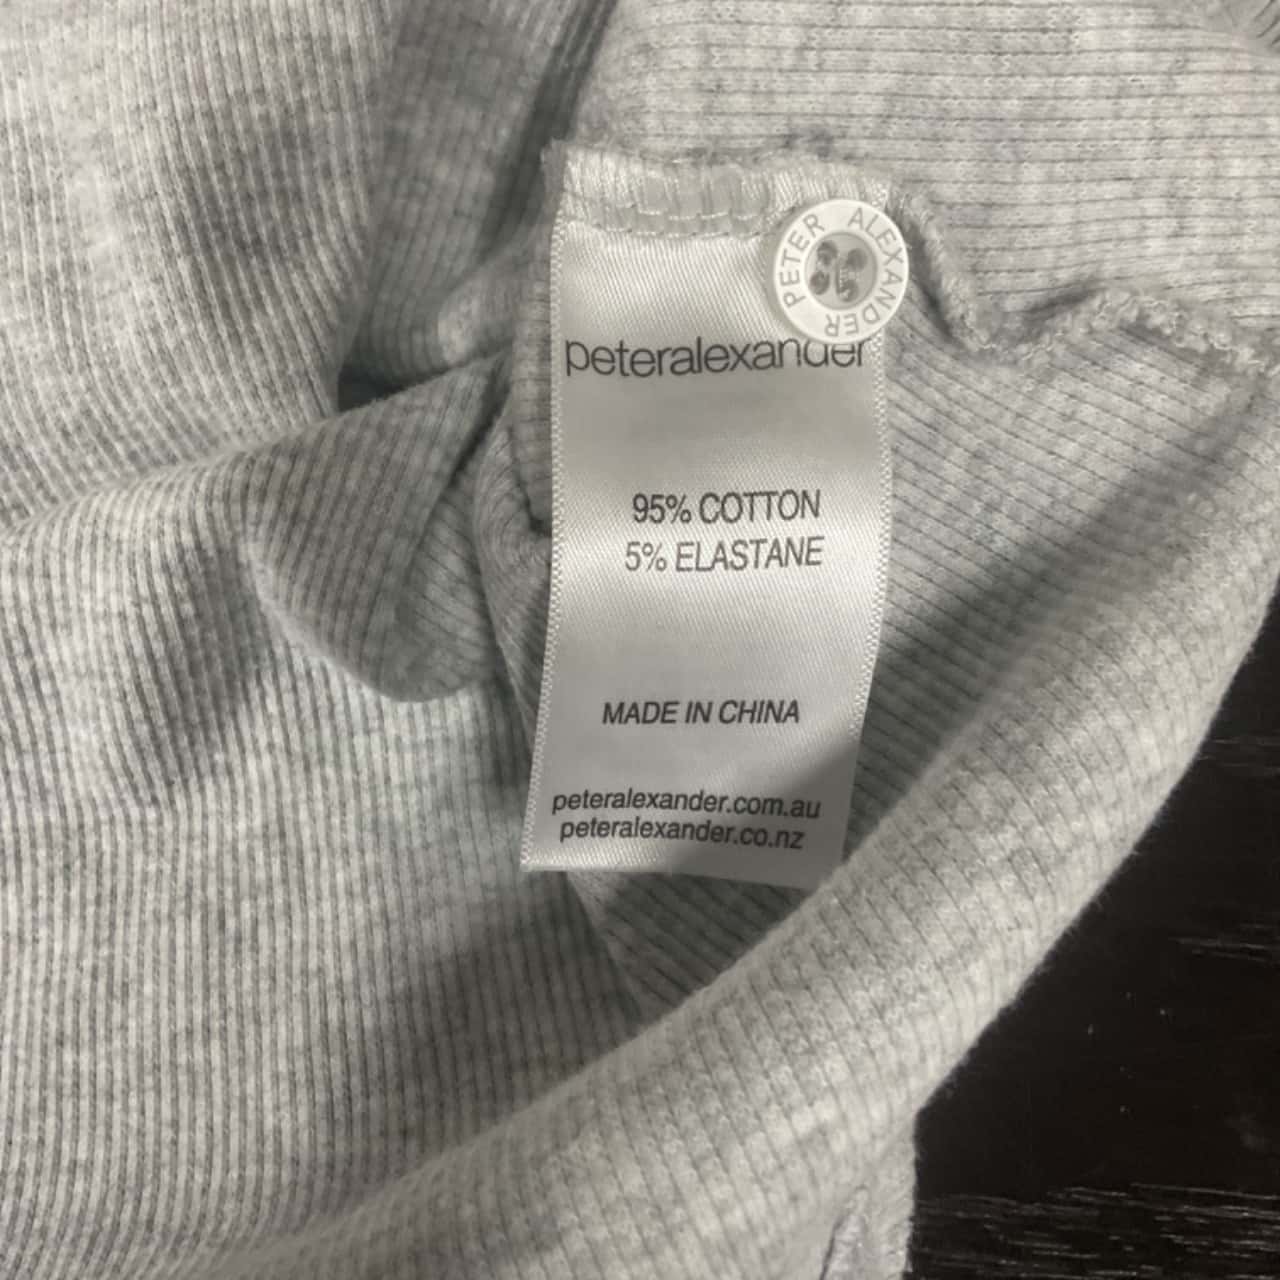 PETER ALEXANDER
peteralexander
95% COTTON
5% ELASTANE
MADE IN CHINA
peteralexander.com.au
peteralexander.co.nz